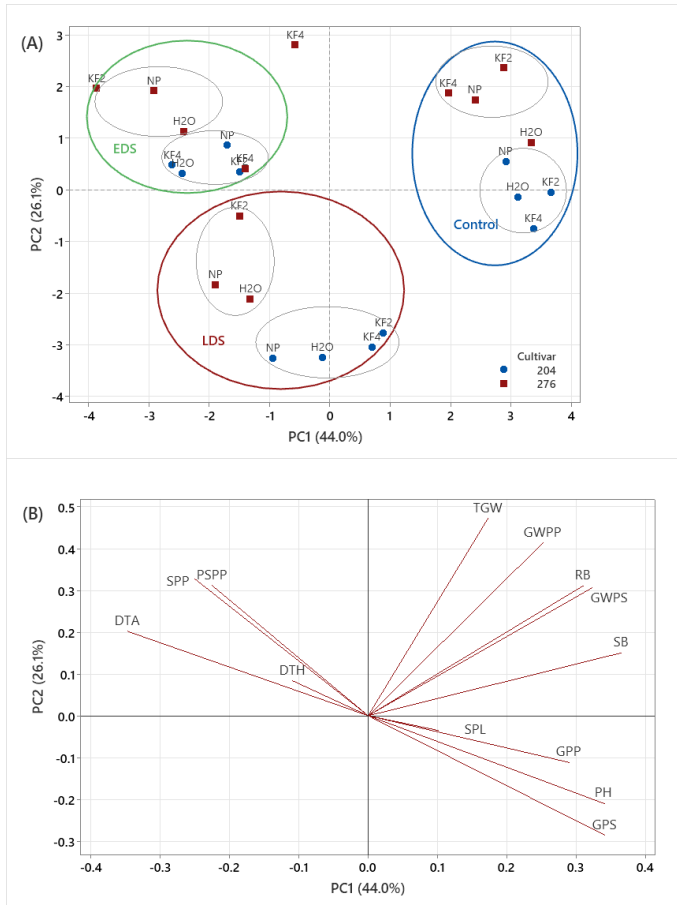 (A)
3
2
1
0
-1
-2
-3
-4
PC2 (26.1%)
KF4
KF2
NP
H2O
NP
KF4
H2O
KF2
KF4
EDS
KF2
KF4
NP
H2O
NP
H2O
KF2
KF4
Control
KF2
NP
H2O
LDS
NP
H2O
KF4
KF2
Cultivar
204
276
-4 -3 -2 -1 0 1 2 3 4
PC1 (44.0%)
(B)
0.5
0.4
0.3
0.2
0.1
0.0
-0.1
-0.2
-0.3
PC2 (26.1%)
TGW
GWPP
RB
GWPS
SB
SPP
PSPP
DTA
DTH
SPL
GPP
PH
GPS
-0.4 -0.3 -0.2 -0.1 0.0 0.1 0.2 0.3 0.4
PC1 (44.0%)